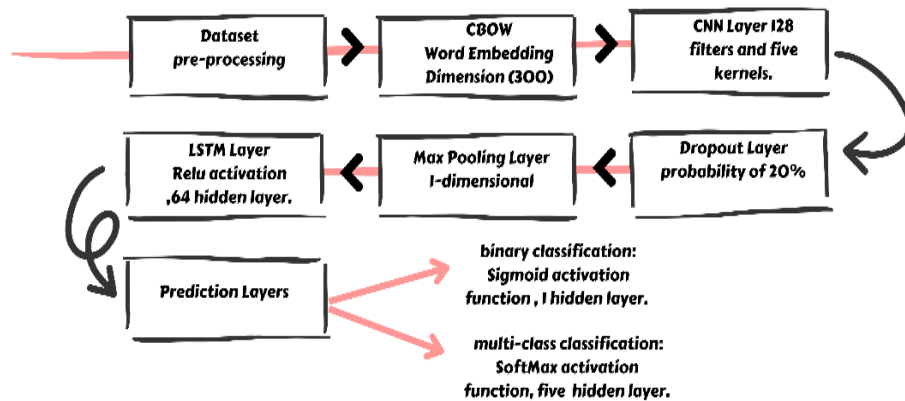 Dataset
pre-processing
CBOW
Word Embedding
Dimension (300)
CNN Layer 128
filters and five
kernels.
Dropout Layer
probability of 20%
Max Pooling Layer
1-dimensional
LSTM Layer
Relu activation
,64 hidden layer.
Prediction Layers
binary classification:
Sigmoid activation
function , 1 hidden layer.
multi-class classification:
SoftMax activation
function, five hidden layer.